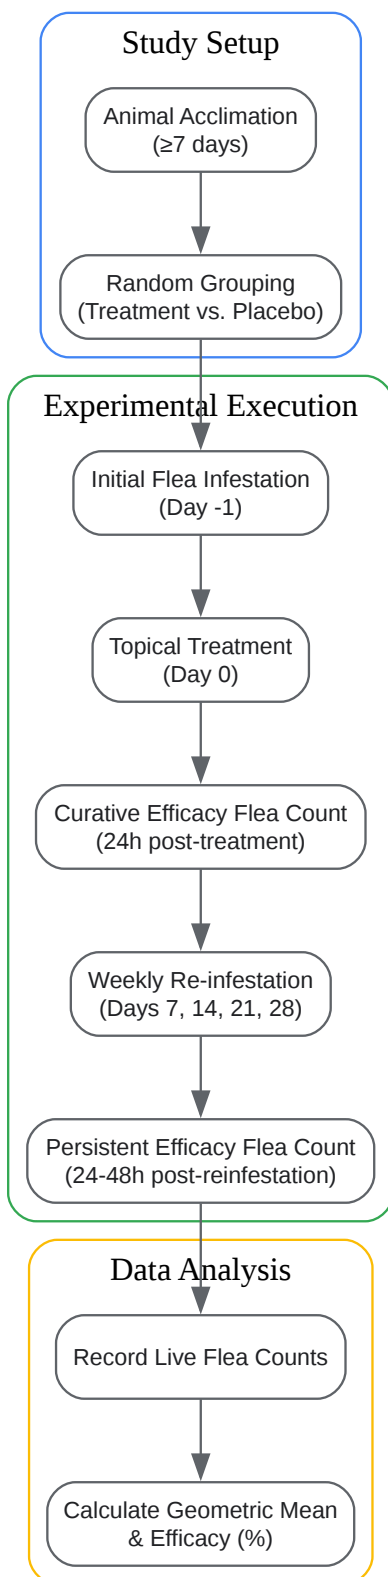 Study Setup
Animal Acclimation
(≥7 days)
Random Grouping
(Treatment vs. Placebo)
Experimental Execution
Initial Flea Infestation
(Day -1)
Topical Treatment
(Day 0)
Curative Efficacy Flea Count
(24h post-treatment)
Weekly Re-infestation
(Days 7, 14, 21, 28)
Persistent Efficacy Flea Count
(24-48h post-reinfestation)
Data Analysis
Record Live Flea Counts
Calculate Geometric Mean
& Efficacy (%)